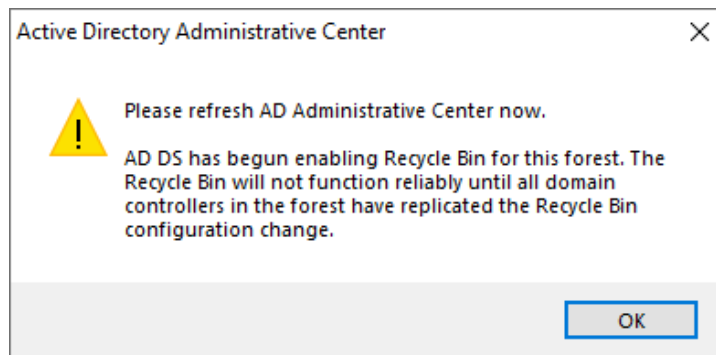 Active Directory Administrative Center
Please refresh AD Administrative Center now.
AD DS has begun enabling Recycle Bin for this forest. The
Recycle Bin will not function reliably until all domain
controllers in the forest have replicated the Recycle Bin
configuration change.
OK